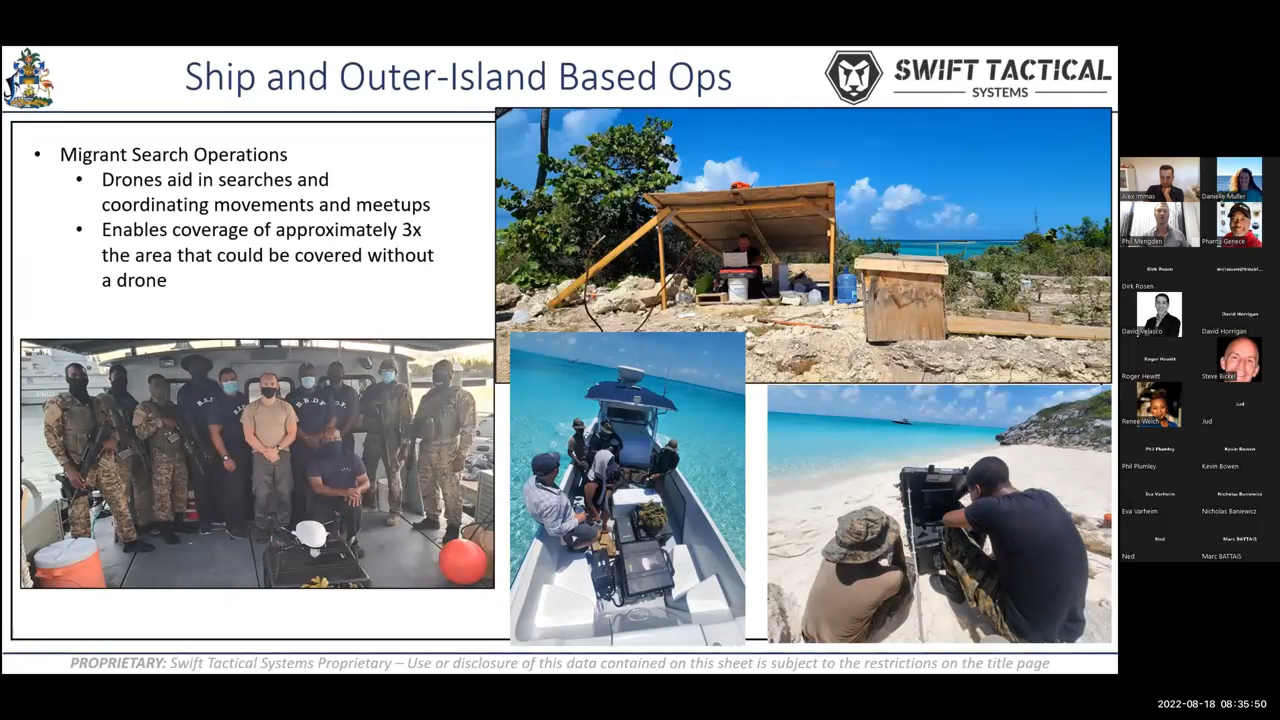 Ship and Outer-Island Based Ops
SWIFT TACTICAL
SYSTEMS
• Migrant Search Operations
• Drones aid in searches and
coordinating movements and meetups
• Enables coverage of approximately 3x
the area that could be covered without
a drone
PROPRIETARY: Swift Tactical Systems Proprietary – Use or disclosure of this data contained on this sheet is subject to the restrictions on the title page
Alex Immas
Danielle Muller
Phil Mengden
Dirk Rosen
Dirk Rosen
David Velasco
David Horrigan
David Horrigan
Roger Hewitt
Roger Hewitt
Steve Bickel
Renee Welch
Jud
Jud
Phil Plumley
Phil Plumley
Kevin Bowen
Kevin Bowen
Eva Varheim
Eva Varheim
Nicholas Baniewicz
Nicholas Baniewicz
Ned
Ned
Marc BATTAIS
Marc BATTAIS
2022-08-18 08:35:50